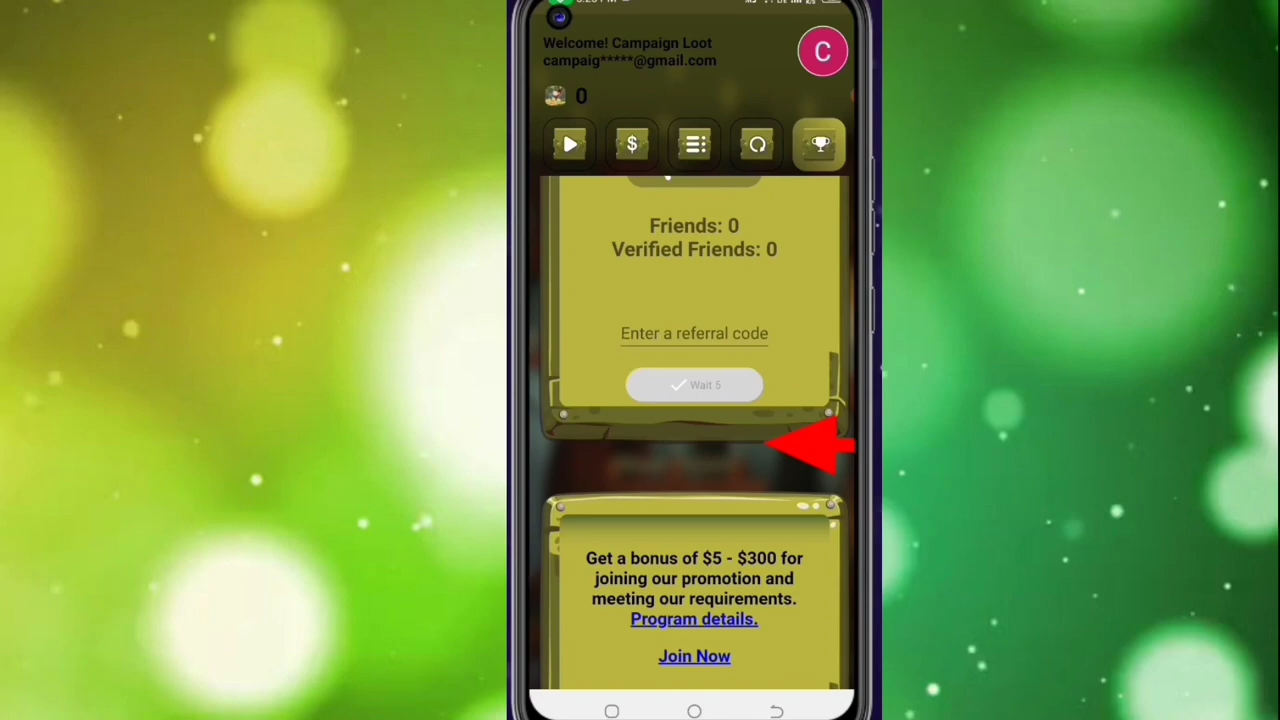 Welcome! Campaign Loot
campaig*****@gmail.com
C
0
$
Friends: 0
Verified Friends: 0
Enter a referral code
Wait 5
Get a bonus of $5 - $300 for
joining our promotion and
meeting our requirements.
Program details.
Join Now